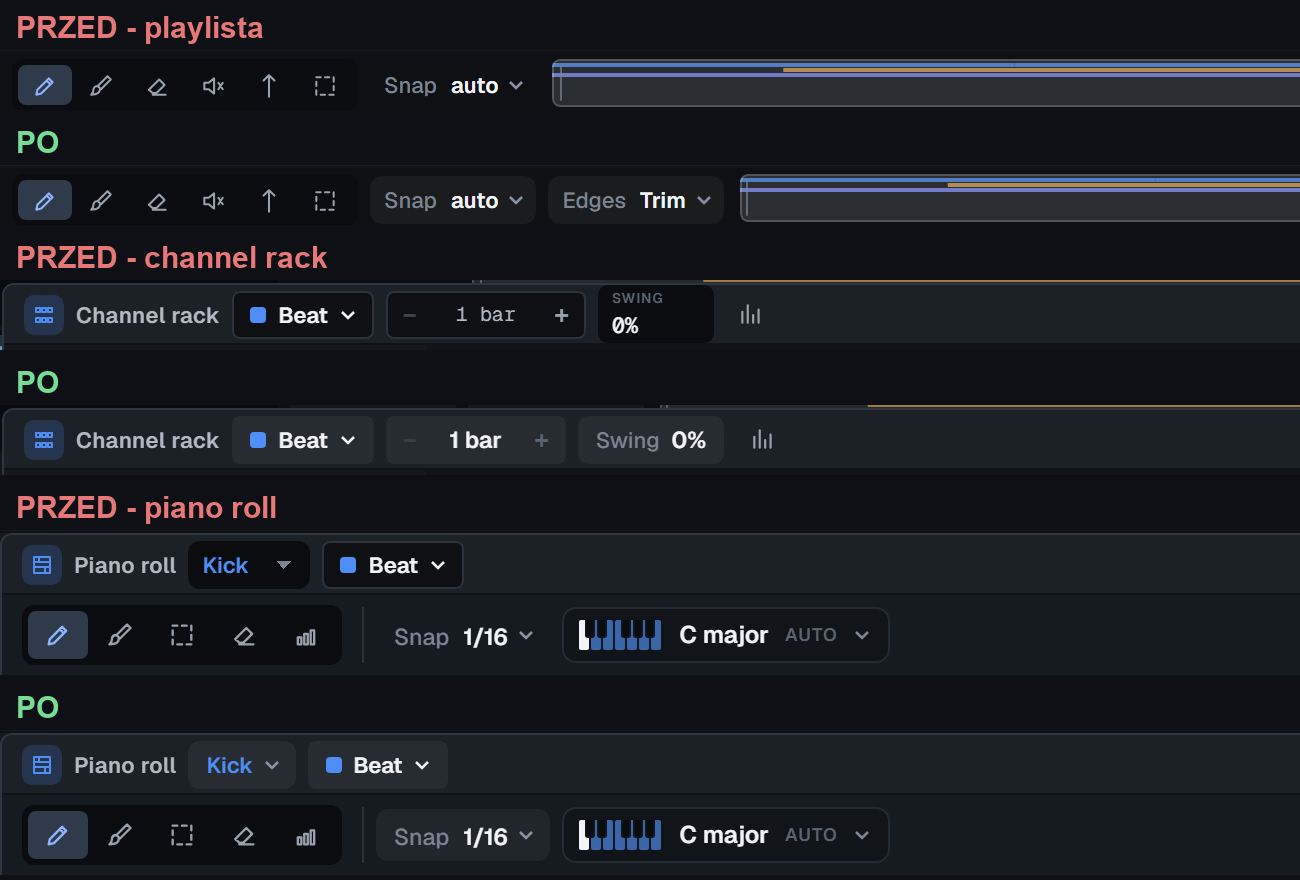 PRZED - playlista
Snap auto
PO
Snap auto Edges Trim
PRZED - channel rack
Channel rack Beat − 1 bar + SWING 0%
PO
Channel rack Beat − 1 bar + Swing 0%
PRZED - piano roll
Piano roll Kick Beat
Snap 1/16 C major AUTO
PO
Piano roll Kick Beat
Snap 1/16 C major AUTO